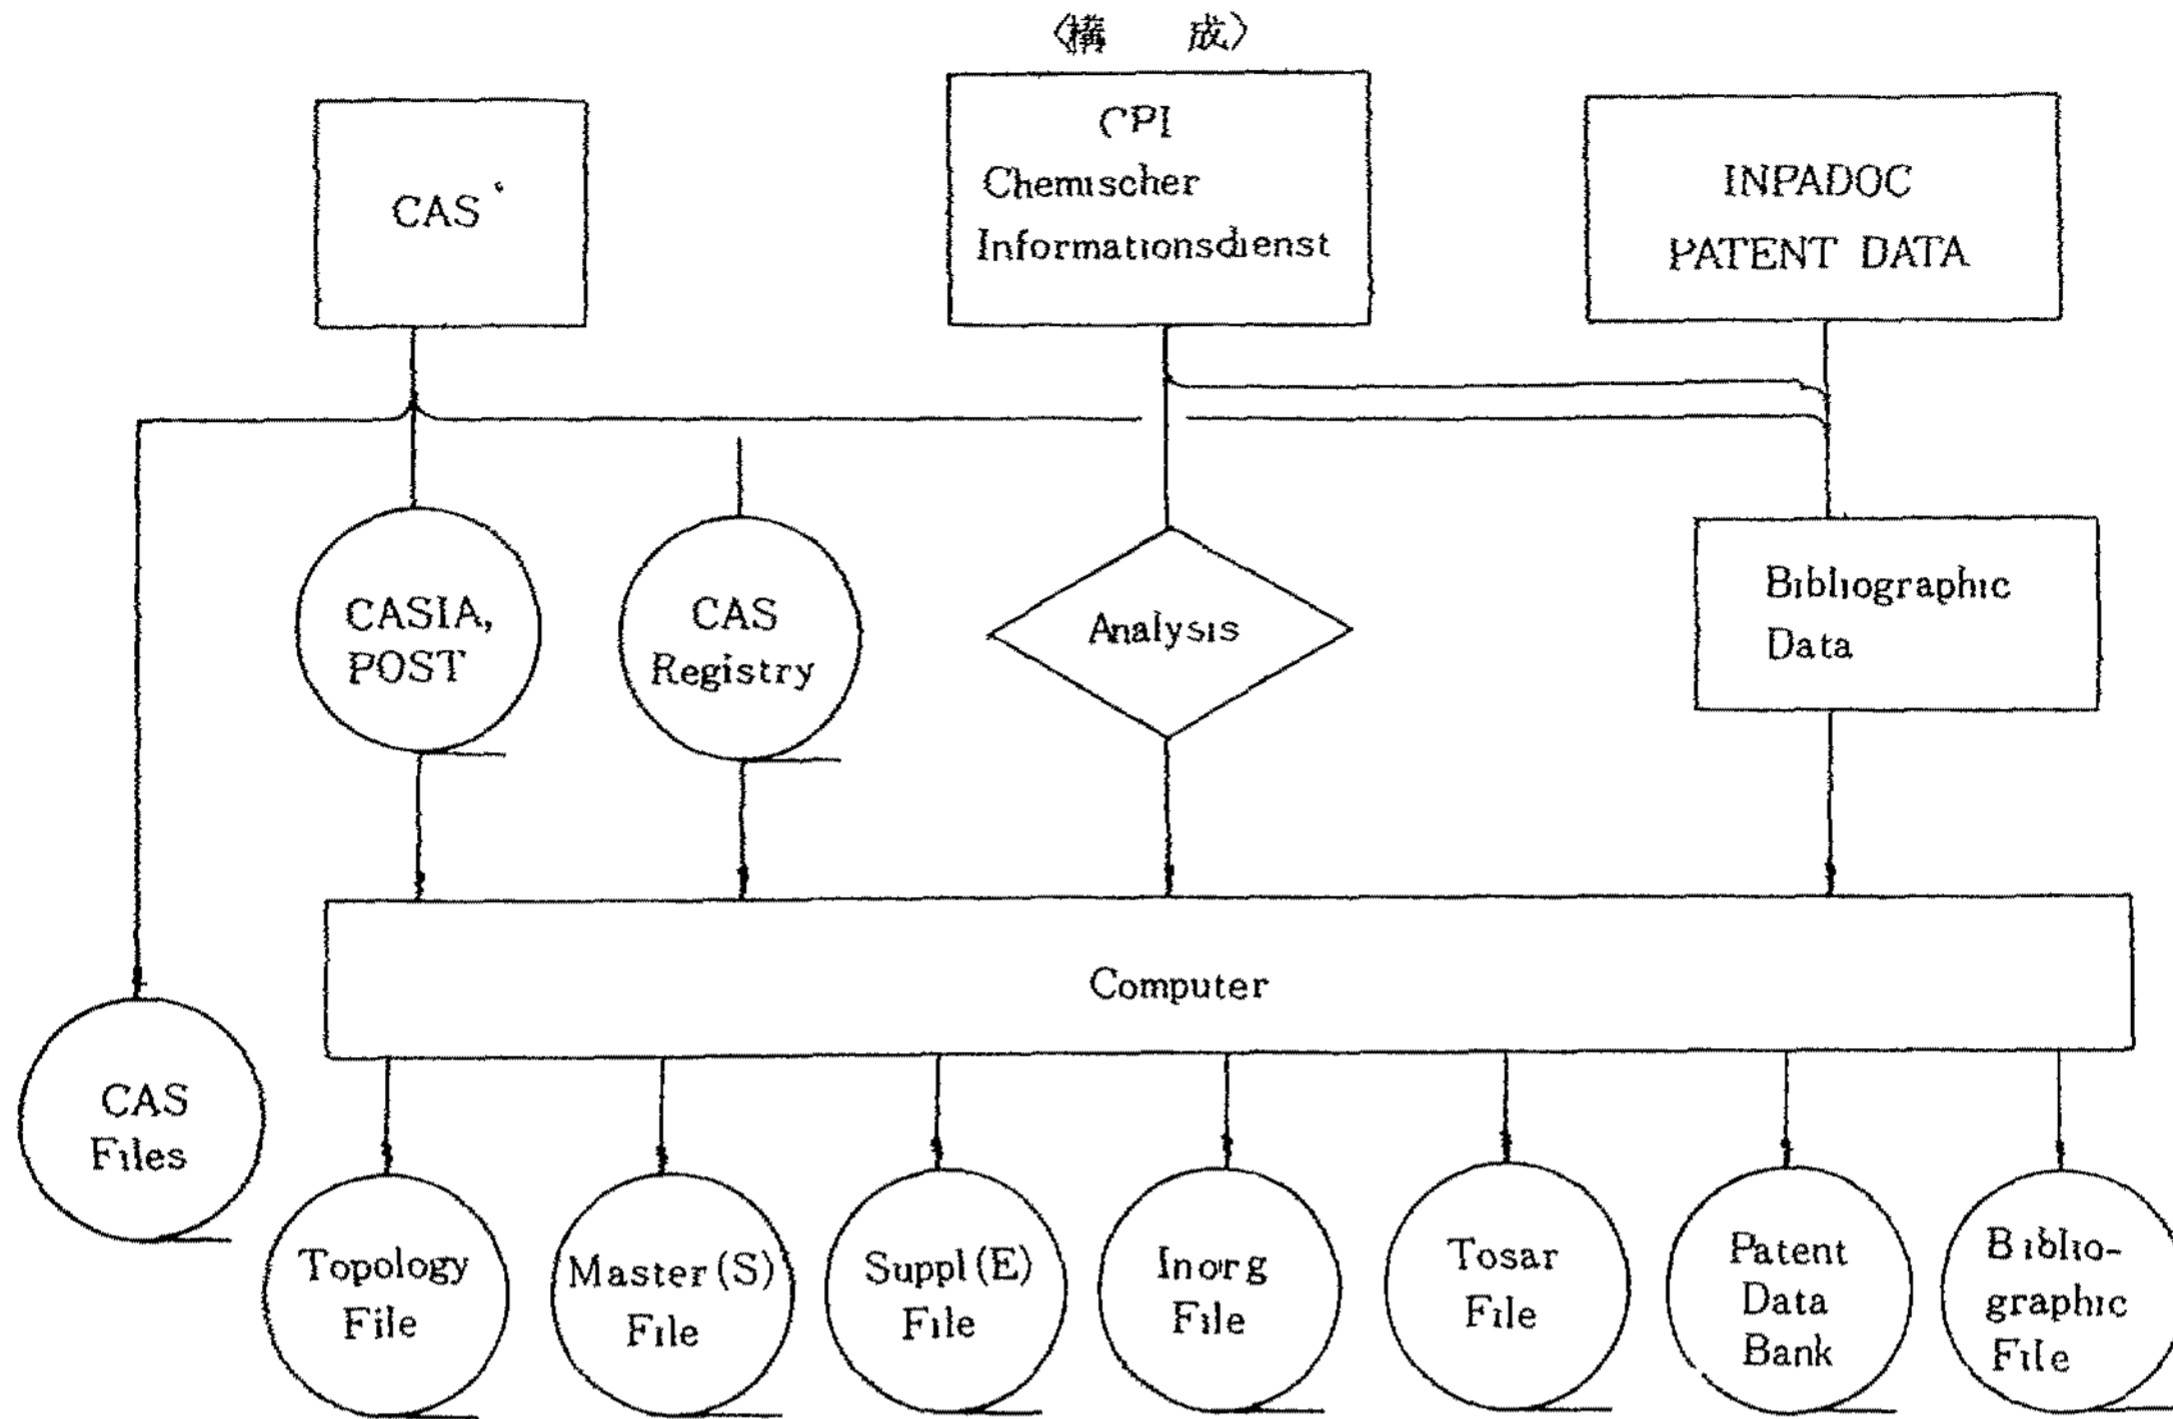 〈構 成〉
CAS
CPI
Chemischer
Informationsdienst
INPADOC
PATENT DATA
CASIA,
POST
CAS
Registry
Analysis
Bibliographic
Data
Computer
CAS
Files
Topology
File
Master (S)
File
Suppl (E)
File
Inorg
File
Tosar
File
Patent
Data
Bank
Biblio-
graphic
File